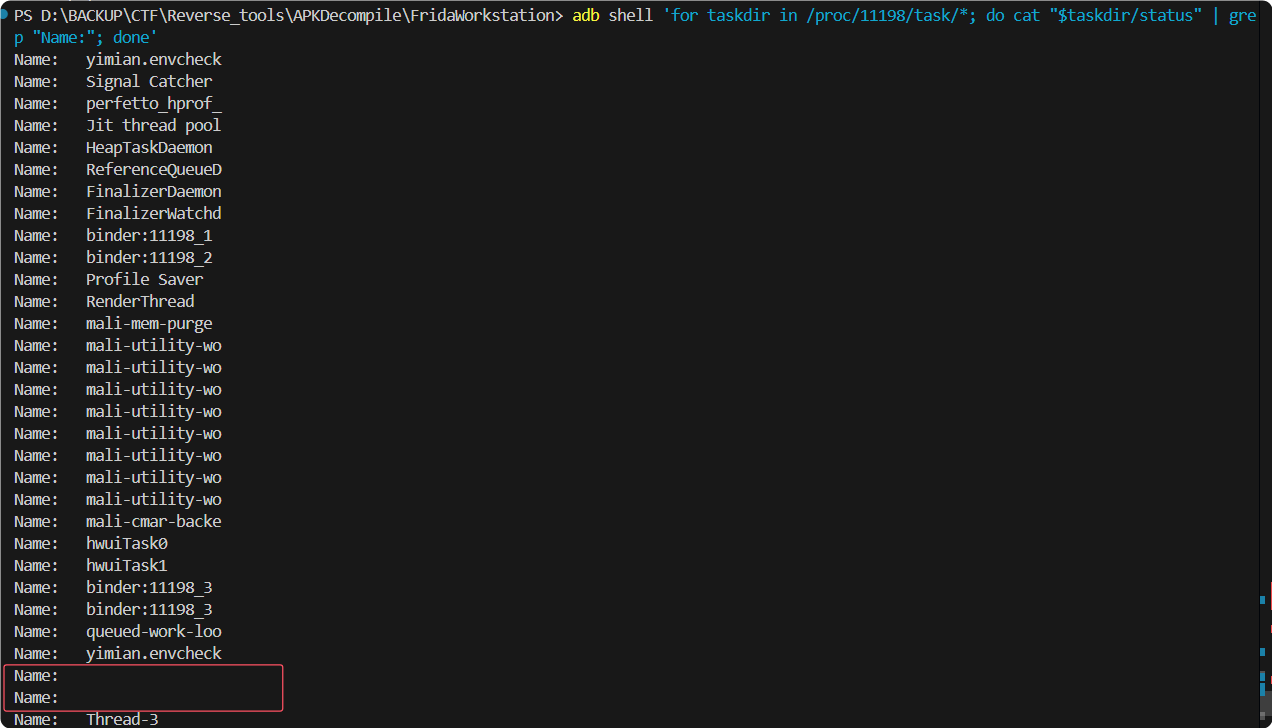 PS D:\BACKUP\CTF\Reverse_tools\APKDecompile\FridaWorkstation> adb shell 'for taskdir in /proc/11198/task/*; do cat "$taskdir/status" | gre
p "Name:"; done'
Name:   yimian.envcheck
Name:   Signal Catcher
Name:   perfetto_hprof_
Name:   Jit thread pool
Name:   HeapTaskDaemon
Name:   ReferenceQueueD
Name:   FinalizerDaemon
Name:   FinalizerWatchd
Name:   binder:11198_1
Name:   binder:11198_2
Name:   Profile Saver
Name:   RenderThread
Name:   mali-mem-purge
Name:   mali-utility-wo
Name:   mali-utility-wo
Name:   mali-utility-wo
Name:   mali-utility-wo
Name:   mali-utility-wo
Name:   mali-utility-wo
Name:   mali-utility-wo
Name:   mali-utility-wo
Name:   mali-cmar-backe
Name:   hwuiTask0
Name:   hwuiTask1
Name:   binder:11198_3
Name:   binder:11198_3
Name:   queued-work-loo
Name:   yimian.envcheck
Name:
Name:
Name:   Thread-3